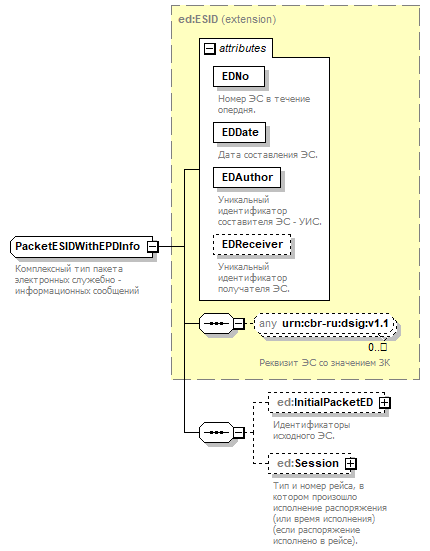 ed:ESID (extension)
attributes
EDNo
Номер ЭС в течение
опердня.
EDDate
Дата составления ЭС.
EDAuthor
Уникальный
идентификатор
составителя ЭС - УИС.
EDReceiver
Уникальный
идентификатор
получателя ЭС.
PacketESIDWithEPDInfo
Комплексный тип пакета
электронных служебно -
информационных сообщений
any urn:cbr-ru:dsig:v1.1
0..□
Реквизит ЭС со значением ЗК
ed:InitialPacketED
Идентификаторы
исходного ЭС.
ed:Session
Тип и номер рейса, в
котором произошло
исполнение распоряжения
(или время исполнения)
(если распоряжение
исполнено в рейсе).